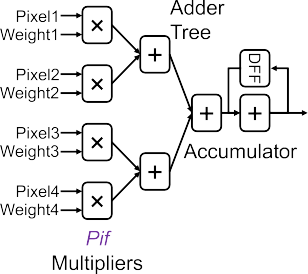 Adder
Tree
Pixel1
Weight1
×
+
Pixel2
Weight2
×
DFF
+
+
Pixel3
Weight3
×
Accumulator
+
Pixel4
Weight4
×
Pif
Multipliers